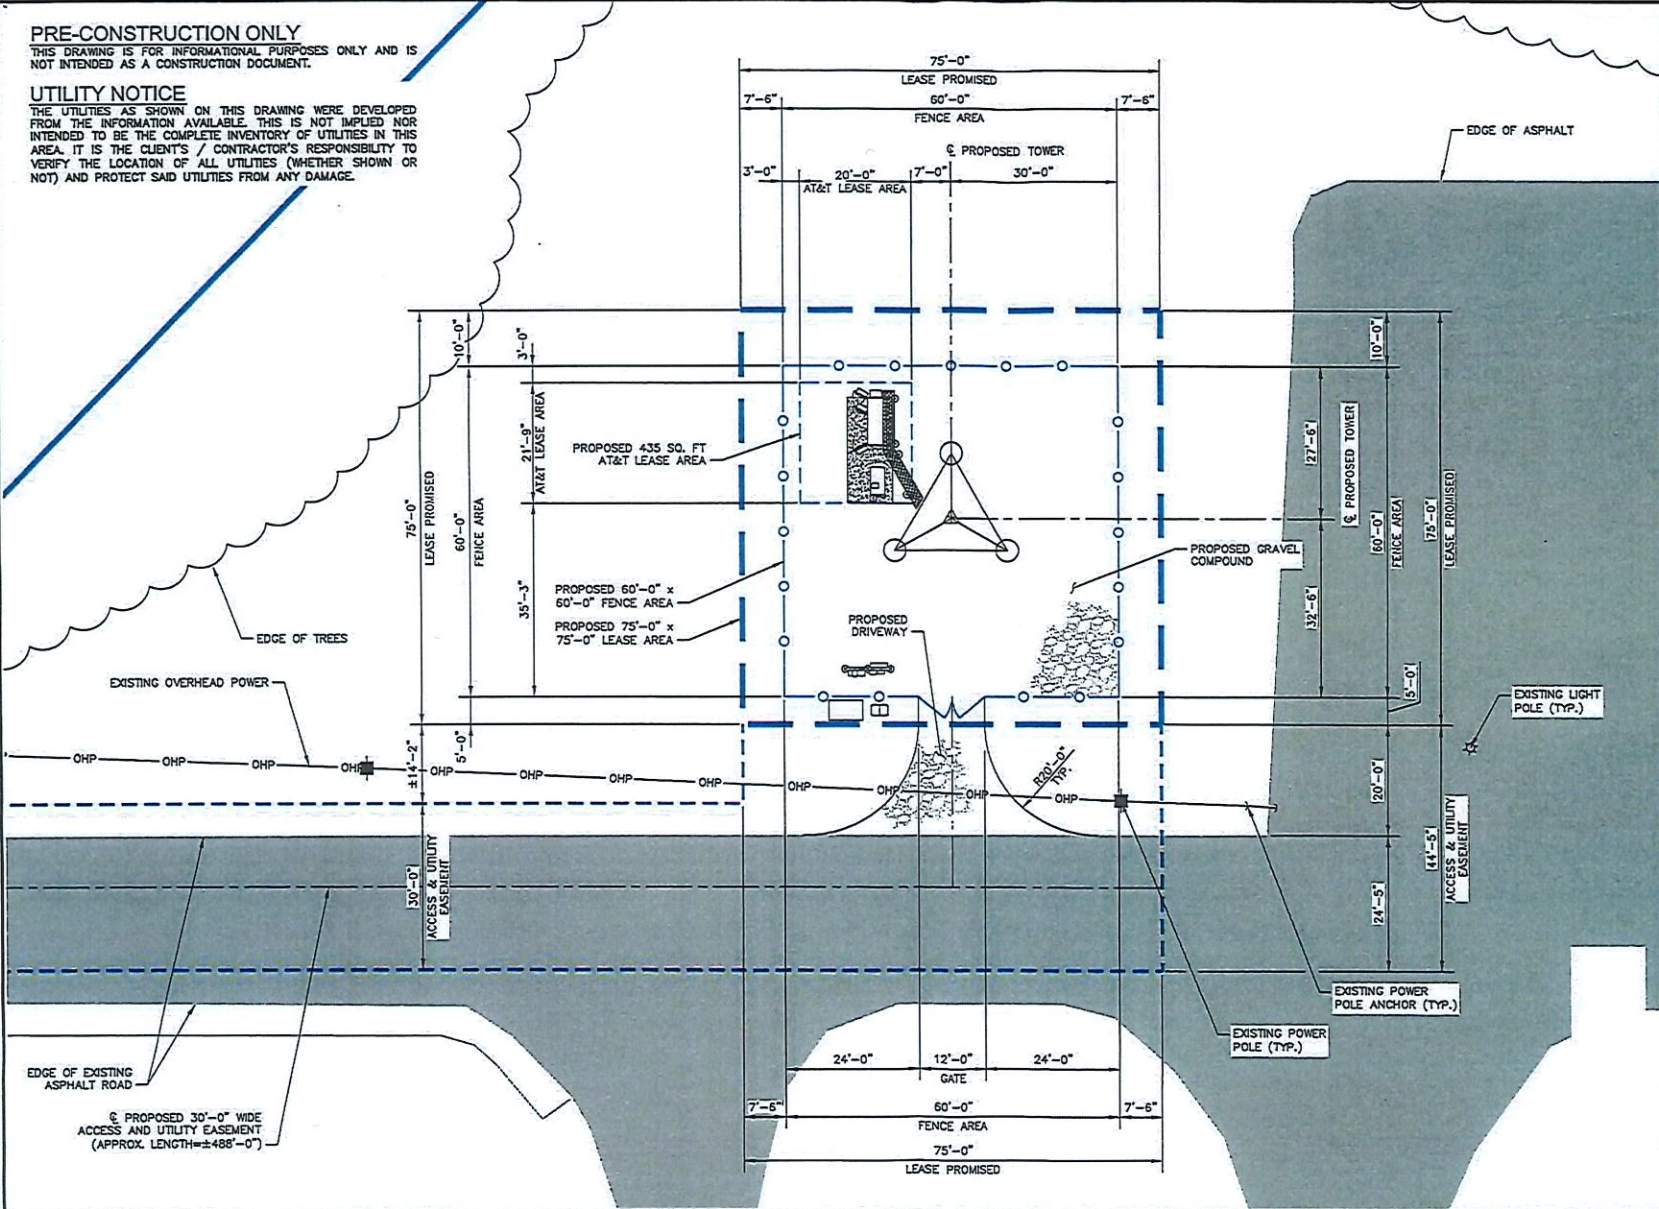 PRE-CONSTRUCTION ONLY
THIS DRAWING IS FOR INFORMATIONAL PURPOSES ONLY AND IS
NOT INTENDED AS A CONSTRUCTION DOCUMENT.
UTILITY NOTICE
THE UTILITIES AS SHOWN ON THIS DRAWING WERE DEVELOPED
FROM THE INFORMATION AVAILABLE. THIS IS NOT IMPLIED NOR
INTENDED TO BE THE COMPLETE INVENTORY OF UTILITIES IN THIS
AREA. IT IS THE CLIENT'S / CONTRACTOR'S RESPONSIBILITY TO
VERIFY THE LOCATION OF ALL UTILITIES (WHETHER SHOWN OR
NOT) AND PROTECT SAID UTILITIES FROM ANY DAMAGE.
75'-0"
LEASE PROMISED
7'-6"
60'-0"
7'-6"
FENCE AREA
℄ PROPOSED TOWER
3'-0"
20'-0"
7'-0"
30'-0"
AT&T LEASE AREA
EDGE OF ASPHALT
10'-0"
3'-0"
75'-0"
LEASE PROMISED
60'-0"
FENCE AREA
21'-9"
AT&T LEASE AREA
35'-3"
PROPOSED 435 SQ. FT
AT&T LEASE AREA
PROPOSED 60'-0" x
60'-0" FENCE AREA
PROPOSED 75'-0" x
75'-0" LEASE AREA
PROPOSED
DRIVEWAY
PROPOSED GRAVEL
COMPOUND
10'-0"
27'-6"
℄ PROPOSED TOWER
60'-0"
FENCE AREA
75'-0"
LEASE PROMISED
32'-6"
5'-0"
EDGE OF TREES
EXISTING OVERHEAD POWER
EXISTING LIGHT
POLE (TYP.)
OHP
OHP
OHP
OHP
OHP
OHP
OHP
OHP
OHP
OHP
OHP
OHP
±14'-2"
5'-0"
R20'-0"
TYP.
20'-0"
44'-5"
ACCESS & UTILITY
EASEMENT
24'-5"
30'-0"
ACCESS & UTILITY
EASEMENT
EXISTING POWER
POLE ANCHOR (TYP.)
EXISTING POWER
POLE (TYP.)
EDGE OF EXISTING
ASPHALT ROAD
℄ PROPOSED 30'-0" WIDE
ACCESS AND UTILITY EASEMENT
(APPROX. LENGTH=±488'-0")
24'-0"
12'-0"
24'-0"
GATE
7'-6"
60'-0"
7'-6"
FENCE AREA
75'-0"
LEASE PROMISED